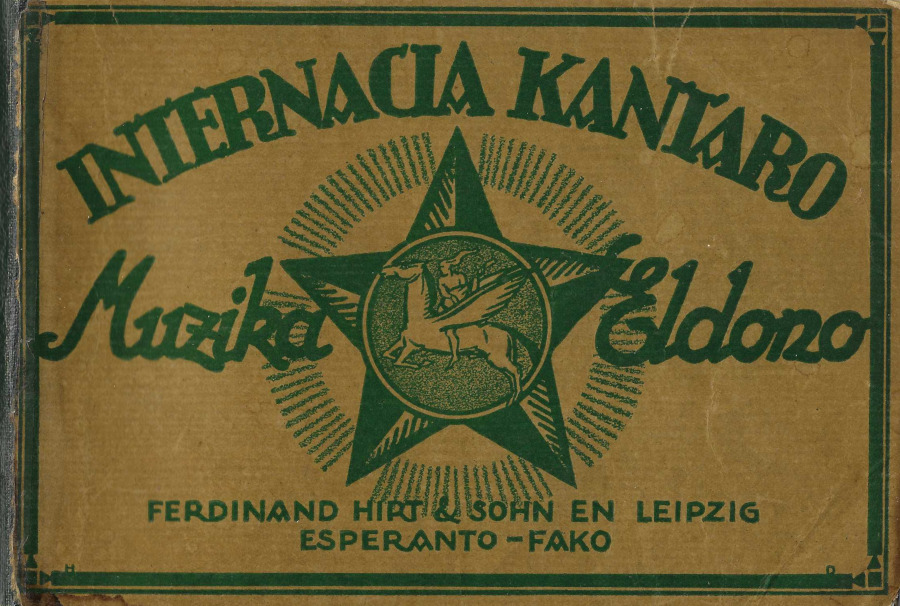 INTERNACIA KANTARO
Muzika Eldono
FERDINAND HIRT & SOHN EN LEIPZIG
ESPERANTO-FAKO
H D